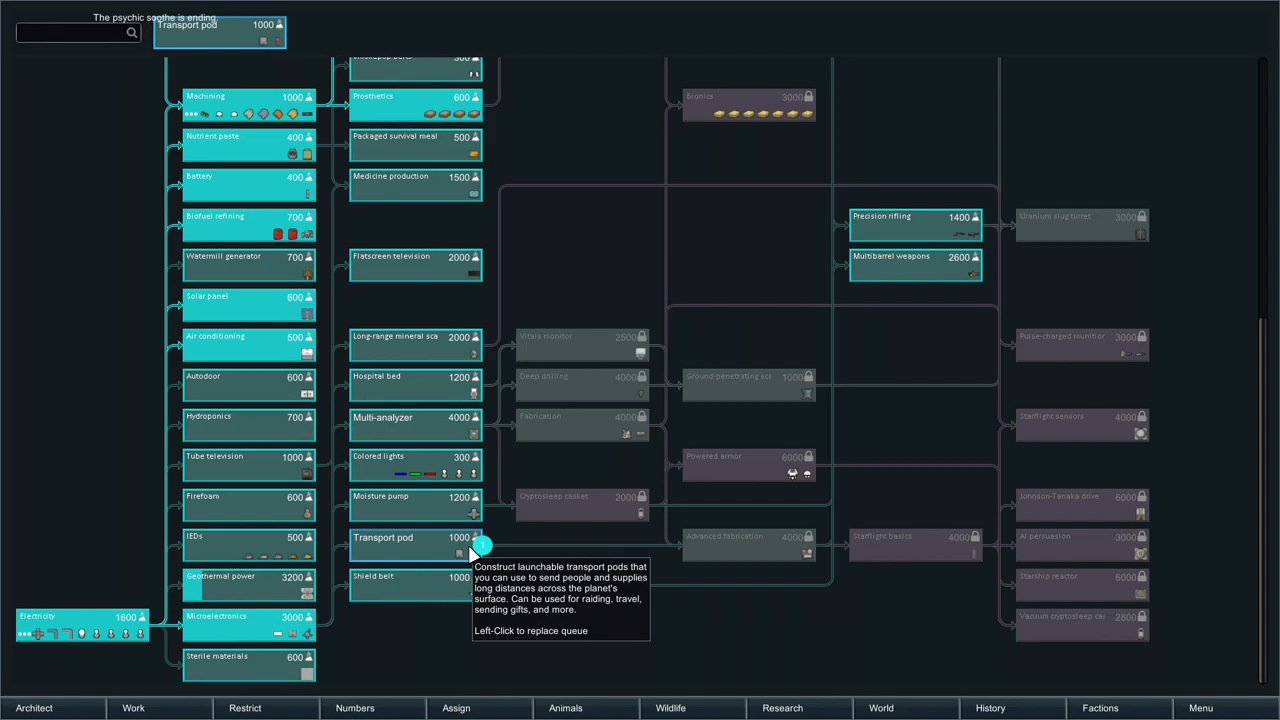 The psychic soothe is ending.
Transport pod 1000
300
Machining 1000
Prosthetics 600
Bionics 3000
Nutrient paste 400
Packaged survival meal 500
Battery 400
Medicine production 1500
Biofuel refining 700
Precision rifling 1400
Uranium slug turret 3000
Watermill generator 700
Flatscreen television 2000
Multibarrel weapons 2600
Solar panel 600
Air conditioning 500
Long-range mineral sca 2000
Vitals monitor 2500
Pulse-charged munition 3000
Autodoor 600
Hospital bed 1200
Deep drilling 4000
Ground-penetrating sca 1000
Hydroponics 700
Multi-analyzer 4000
Fabrication 4000
Starflight sensors 4000
Tube television 1000
Colored lights 300
Powered armor 6000
Firefoam 600
Moisture pump 1200
Cryptosleep casket 2000
Johnson-Tanaka drive 6000
IEDs 500
Transport pod 1000
1
Advanced fabrication 4000
Starflight basics 4000
AI persuasion 3000
Geothermal power 3200
Shield belt 1000
Construct launchable transport pods that
you can use to send people and supplies
long distances across the planet's
surface. Can be used for raiding, travel,
sending gifts, and more.
Left-Click to replace queue
Starship reactor 6000
Electricity 1600
Microelectronics 3000
Vacuum cryptosleep cas 2800
Sterile materials 600
Architect Work Restrict Numbers Assign Animals Wildlife Research World History Factions Menu